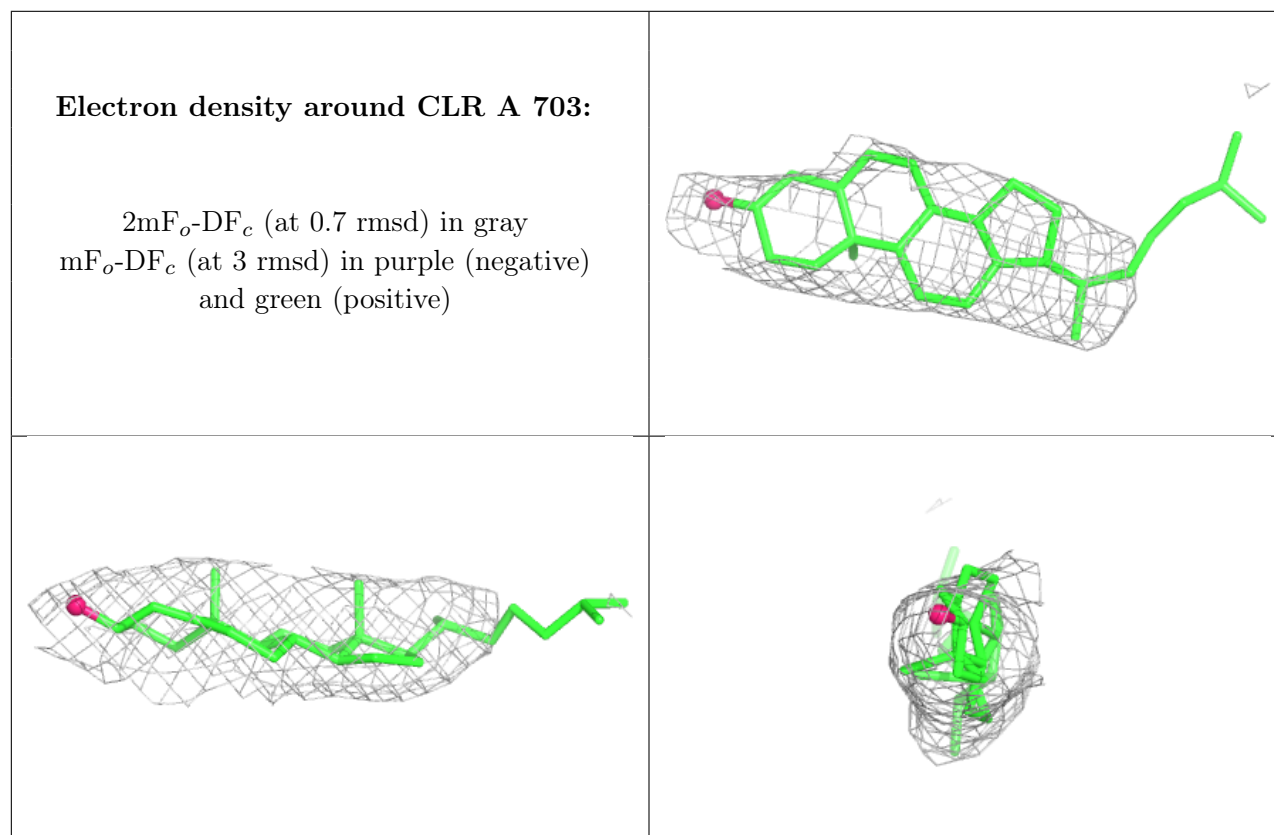 Electron density around CLR A 703:
2mFo-DFc (at 0.7 rmsd) in gray
mFo-DFc (at 3 rmsd) in purple (negative)
and green (positive)